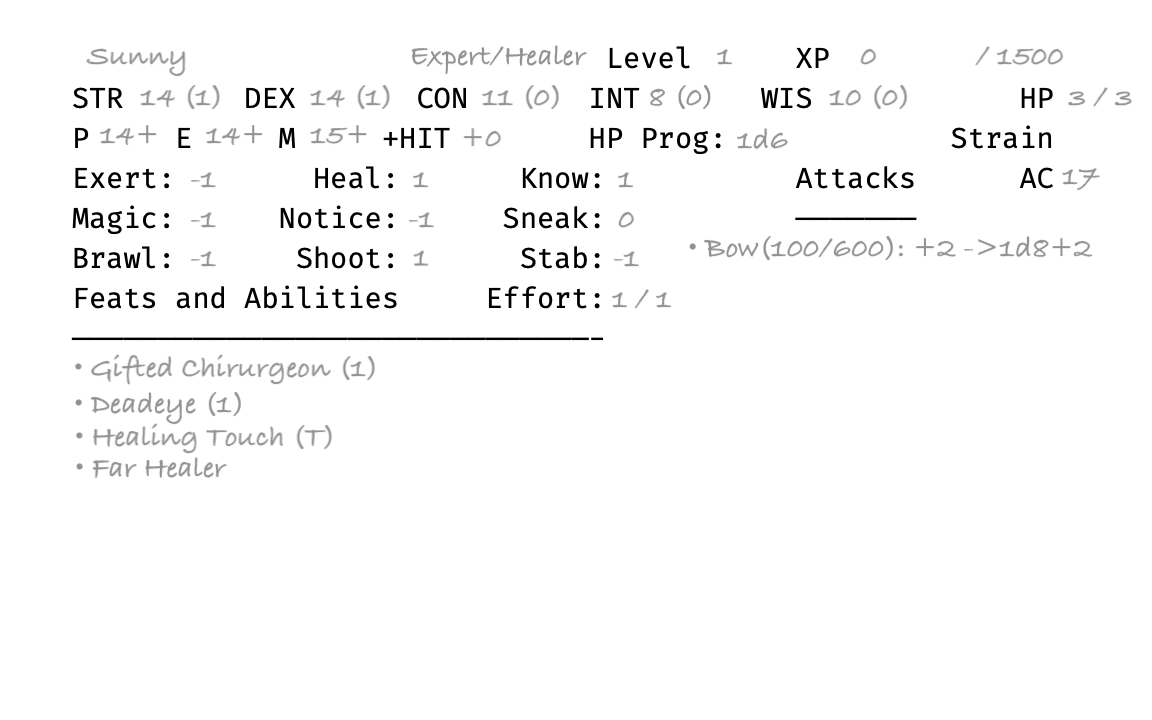 Sunny Expert/Healer Level 1 XP 0 / 1500
STR 14 (1) DEX 14 (1) CON 11 (0) INT 8 (0) WIS 10 (0) HP 3 / 3
P 14+ E 14+ M 15+ +HIT +0 HP Prog: 1d6 Strain
Exert: -1 Heal: 1 Know: 1 Attacks AC 17
Magic: -1 Notice: -1 Sneak: 0
Brawl: -1 Shoot: 1 Stab: -1 • Bow(100/600): +2 ->1d8+2
Feats and Abilities Effort: 1 / 1
• Gifted Chirurgeon (1)
• Deadeye (1)
• Healing Touch (T)
• Far Healer